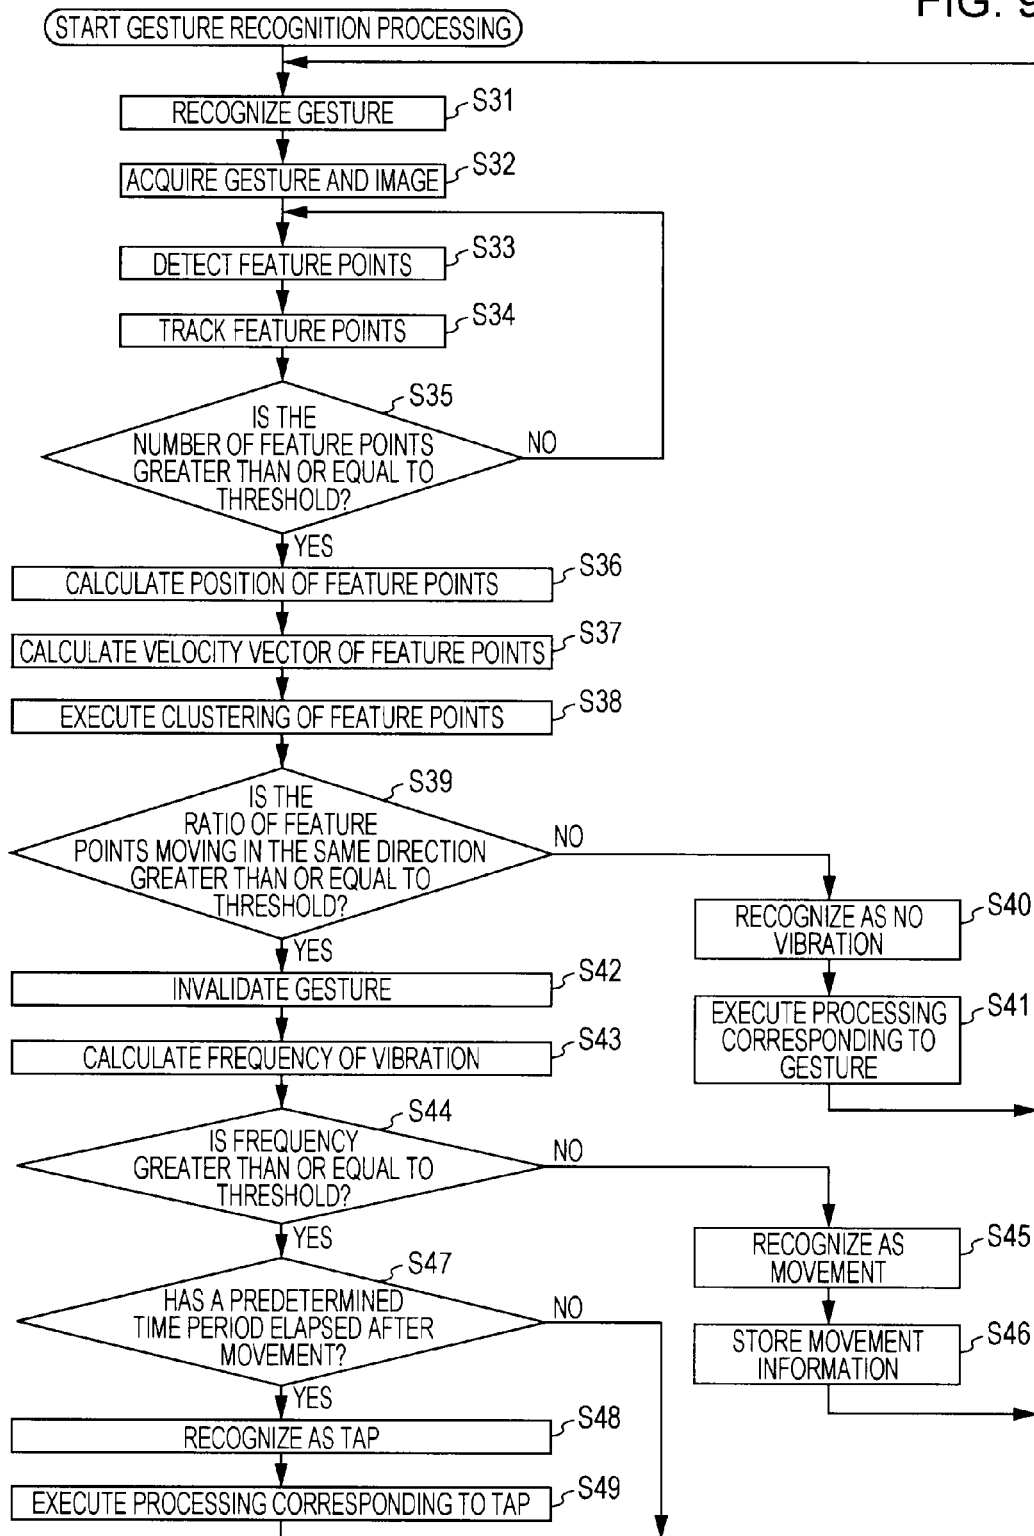 FIG. 9
START GESTURE RECOGNITION PROCESSING
S31
RECOGNIZE GESTURE
S32
ACQUIRE GESTURE AND IMAGE
S33
DETECT FEATURE POINTS
S34
TRACK FEATURE POINTS
S35
IS THE
NUMBER OF FEATURE POINTS
GREATER THAN OR EQUAL TO
THRESHOLD?
NO
YES
S36
CALCULATE POSITION OF FEATURE POINTS
S37
CALCULATE VELOCITY VECTOR OF FEATURE POINTS
S38
EXECUTE CLUSTERING OF FEATURE POINTS
S39
IS THE
RATIO OF FEATURE
POINTS MOVING IN THE SAME DIRECTION
GREATER THAN OR EQUAL TO
THRESHOLD?
NO
YES
S40
RECOGNIZE AS NO
VIBRATION
S41
EXECUTE PROCESSING
CORRESPONDING TO
GESTURE
S42
INVALIDATE GESTURE
S43
CALCULATE FREQUENCY OF VIBRATION
S44
IS FREQUENCY
GREATER THAN OR EQUAL TO
THRESHOLD?
NO
YES
S45
RECOGNIZE AS
MOVEMENT
S46
STORE MOVEMENT
INFORMATION
S47
HAS A PREDETERMINED
TIME PERIOD ELAPSED AFTER
MOVEMENT?
NO
YES
S48
RECOGNIZE AS TAP
S49
EXECUTE PROCESSING CORRESPONDING TO TAP